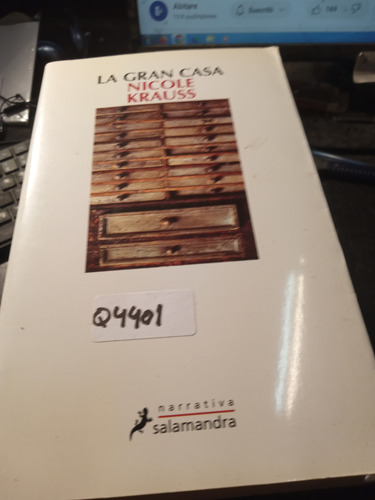 LA GRAN CASA
NICOLE
KRAUSS
Q4401
narrativa
salamandra